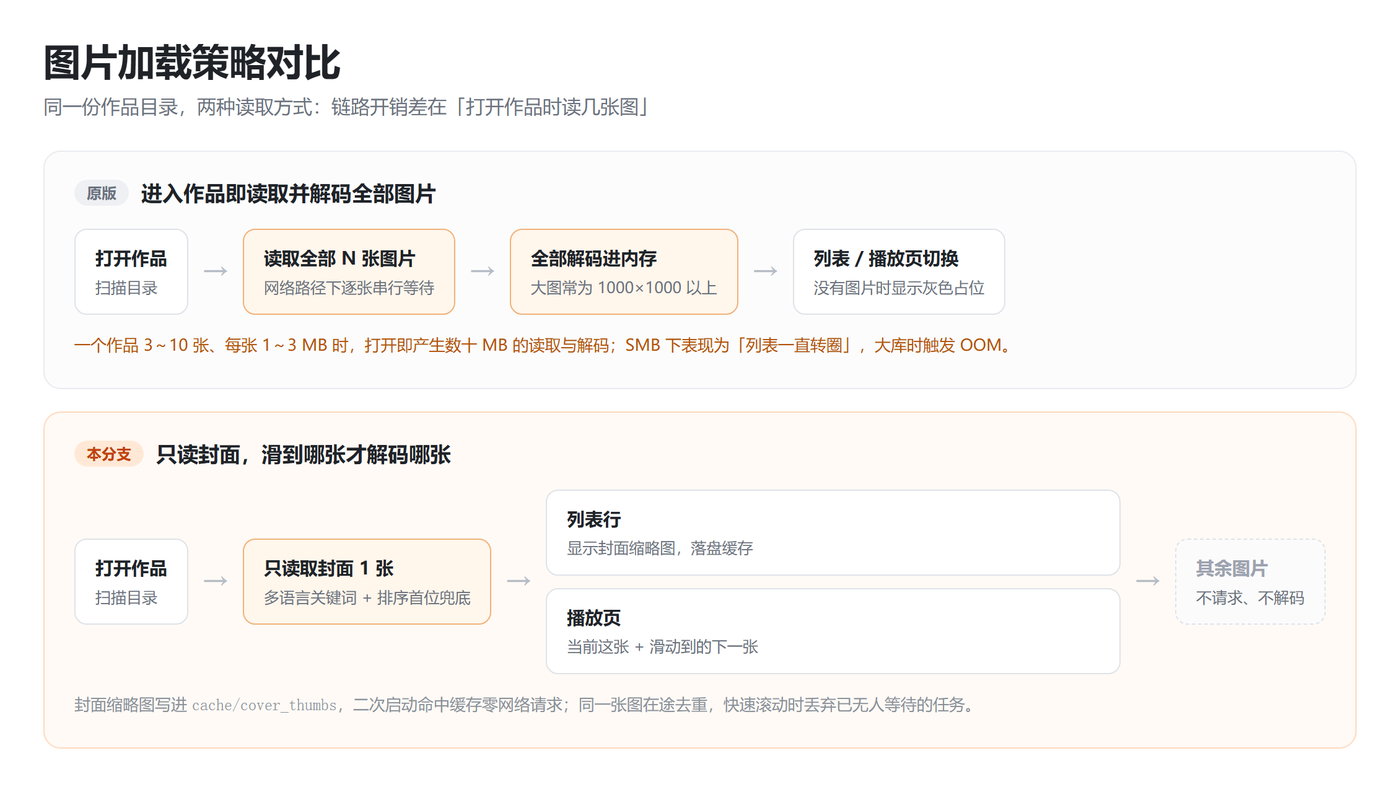 图片加载策略对比
同一份作品目录，两种读取方式：链路开销差在「打开作品时读几张图」
原版 进入作品即读取并解码全部图片
打开作品
扫描目录
→
读取全部 N 张图片
网络路径下逐张串行等待
→
全部解码进内存
大图常为 1000×1000 以上
→
列表 / 播放页切换
没有图片时显示灰色占位
一个作品 3~10 张、每张 1~3 MB 时，打开即产生数十 MB 的读取与解码；SMB 下表现为「列表一直转圈」，大库时触发 OOM。
本分支 只读封面，滑到哪张才解码哪张
打开作品
扫描目录
→
只读取封面 1 张
多语言关键词 + 排序首位兜底
→
列表行
显示封面缩略图，落盘缓存
播放页
当前这张 + 滑动到的下一张
→
其余图片
不请求、不解码
封面缩略图写进 cache/cover_thumbs，二次启动命中缓存零网络请求；同一张图在途去重，快速滚动时丢弃已无人等待的任务。